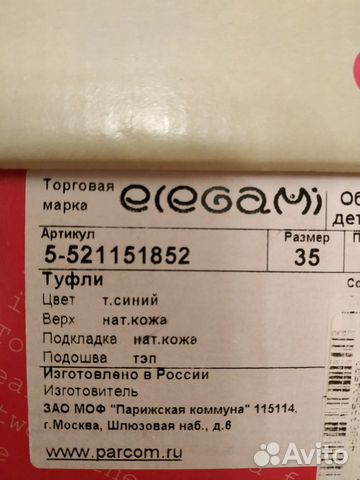 Торговая марка elegami
Об
дет
Артикул Размер П
5-521151852 35
Туфли
Со
Цвет т.синий
Верх нат.кожа
Подкладка нат.кожа
Подошва тэп
Изготовлено в России
Изготовитель
ЗАО МОФ "Парижская коммуна" 115114,
г.Москва, Шлюзовая наб., д.6
www.parcom.ru
Avito